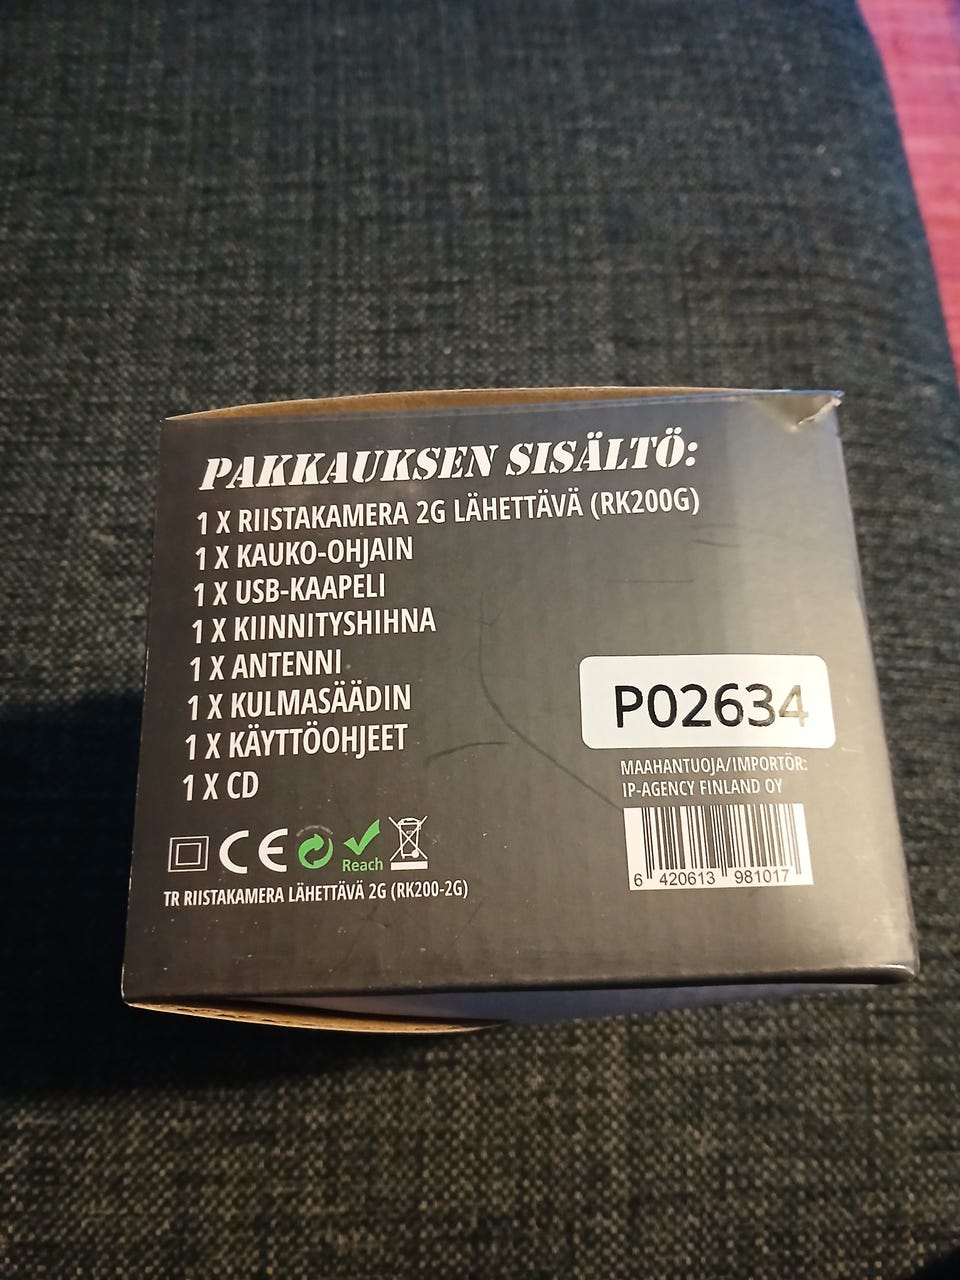 PAKKAUKSEN SISÄLTÖ:
1 X RIISTAKAMERA 2G LÄHETTÄVÄ (RK200G)
1 X KAUKO-OHJAIN
1 X USB-KAAPELI
1 X KIINNITYSHIHNA
1 X ANTENNI
1 X KULMASÄÄDIN
1 X KÄYTTÖOHJEET
1 X CD
P02634
MAAHANTUOJA/IMPORTÖR:
IP-AGENCY FINLAND OY
6 420613 981017
CE
Reach
TR RIISTAKAMERA LÄHETTÄVÄ 2G (RK200-2G)